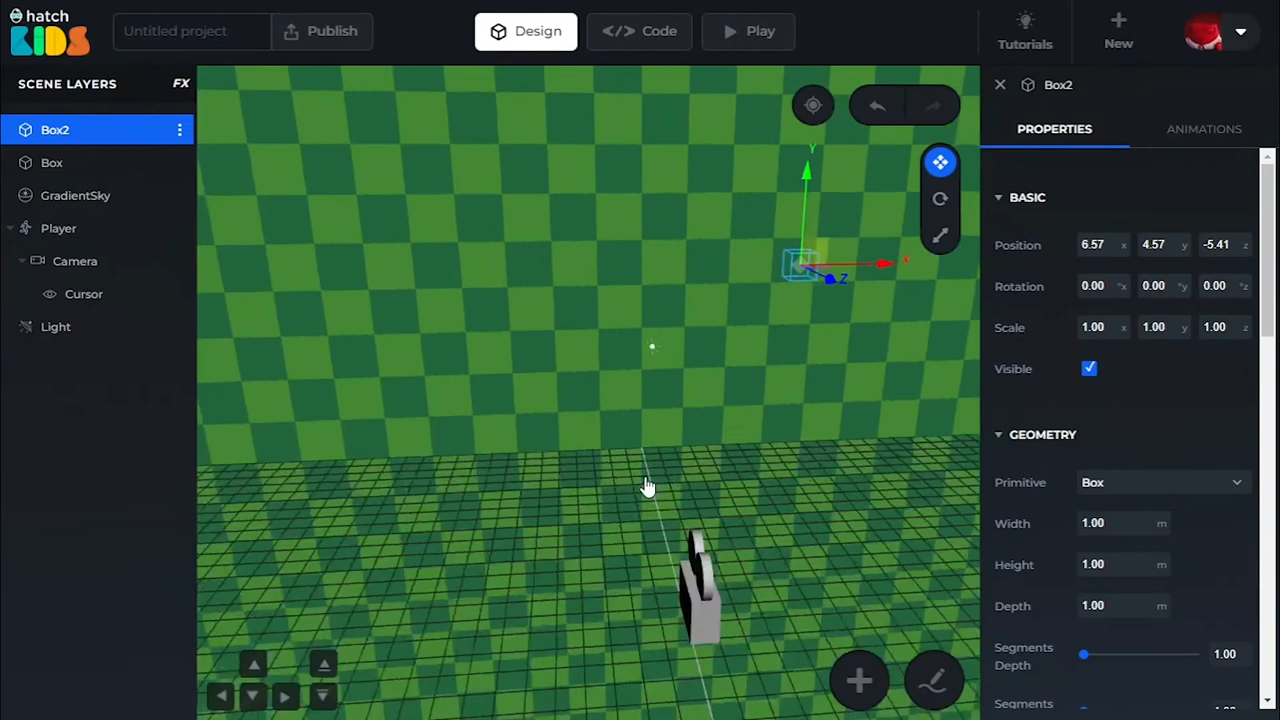 hatch
KIDS
Untitled project
Publish
Design
</> Code
Play
Tutorials
New
SCENE LAYERS
FX
Box2
Box
GradientSky
Player
Camera
Cursor
Light
Y
x
Z
Box2
PROPERTIES
ANIMATIONS
BASIC
Position 6.57 x 4.57 y -5.41 z
Rotation 0.00 °x 0.00 °y 0.00 °z
Scale 1.00 x 1.00 y 1.00 z
Visible
GEOMETRY
Primitive Box
Width 1.00 m
Height 1.00 m
Depth 1.00 m
Segments
Depth 1.00
Segments